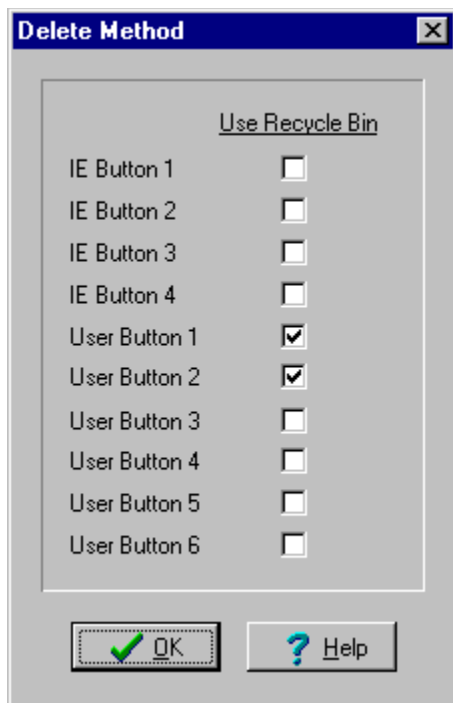 Delete Method
Use Recycle Bin
IE Button 1
IE Button 2
IE Button 3
IE Button 4
User Button 1
User Button 2
User Button 3
User Button 4
User Button 5
User Button 6
OK
Help